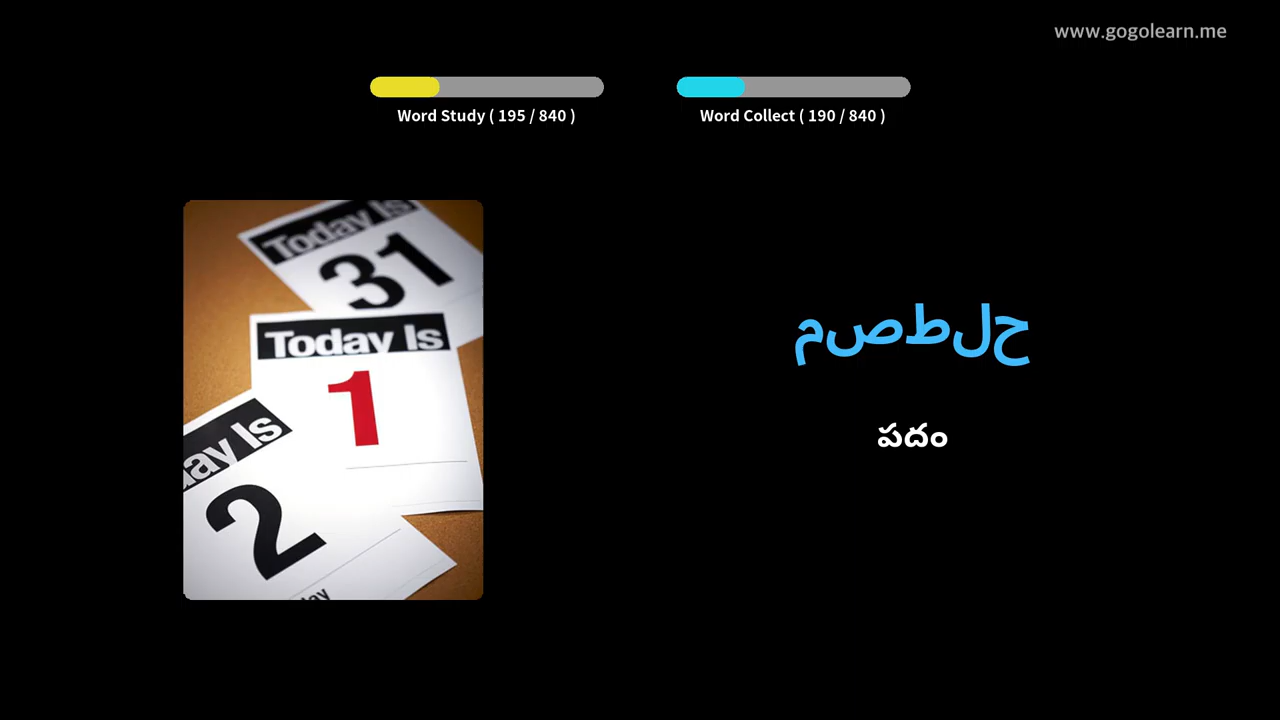 www.gogolearn.me
Word Study ( 195 / 840 )
Word Collect ( 190 / 840 )
Today Is
31
Today Is
1
ay Is
2
مصطلح
పదం